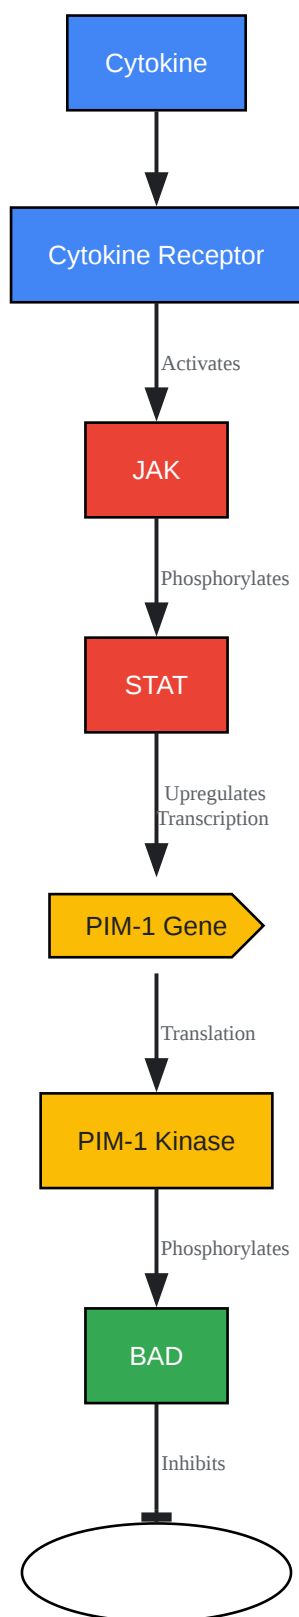 Cytokine
Cytokine Receptor
Activates
JAK
Phosphorylates
STAT
Upregulates
Transcription
PIM-1 Gene
Translation
PIM-1 Kinase
Phosphorylates
BAD
Inhibits